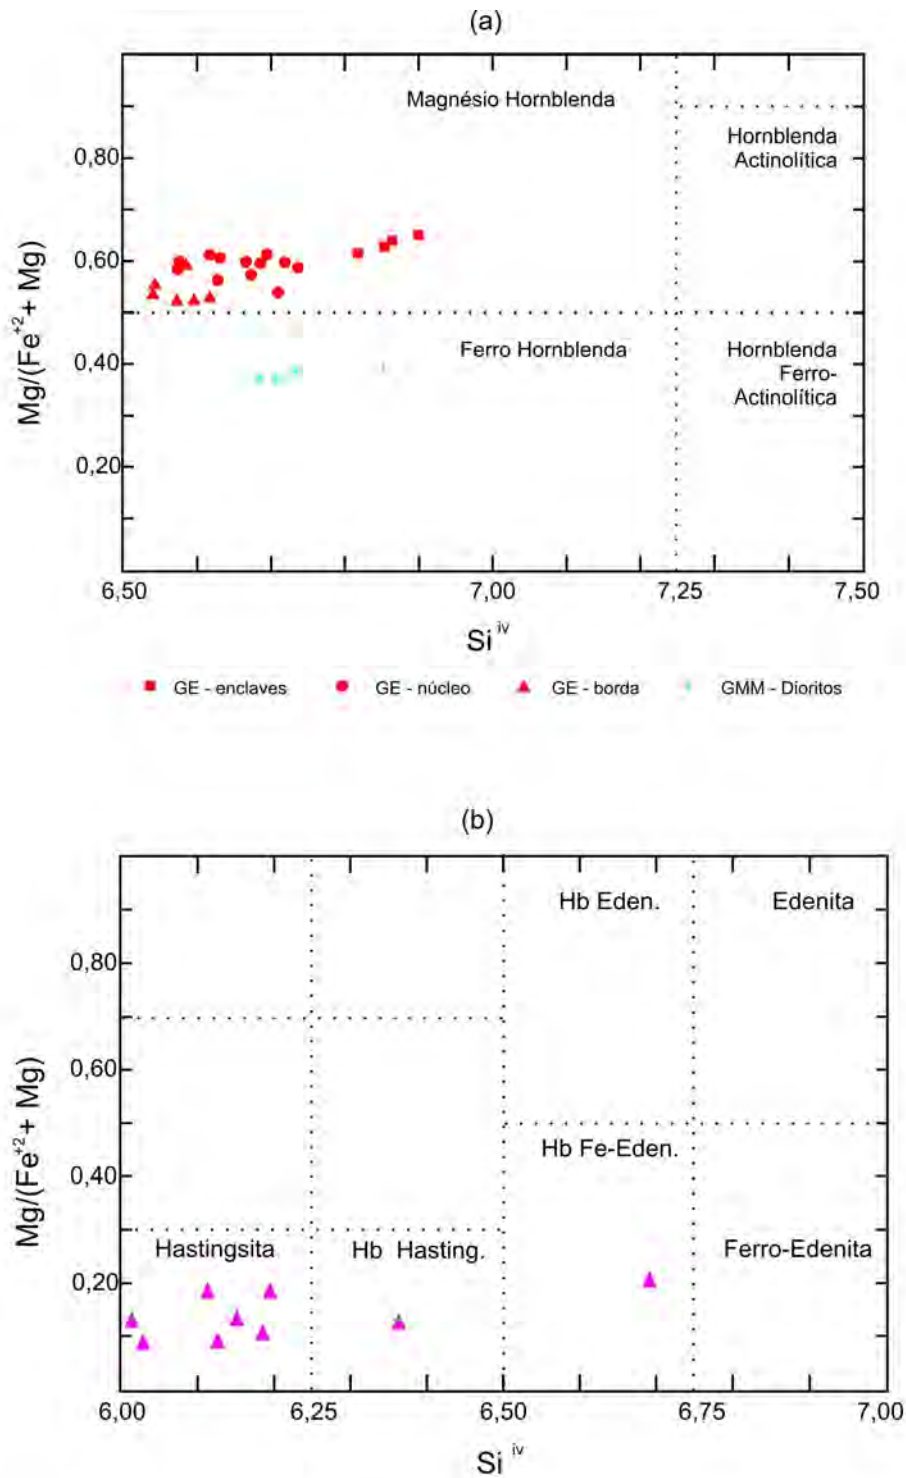 (a)
Magnésio Hornblenda
Hornblenda
Actinolítica
0,80
0,60
Mg/(Fe⁺²+ Mg)
Ferro Hornblenda
Hornblenda
Ferro-
Actinolítica
0,40
0,20
6,50 7,00 7,25 7,50
Si iv
GE - enclaves GE - núcleo GE - borda GMM - Dioritos
(b)
Hb Eden. Edenita
0,80
0,60
Mg/(Fe⁺²+ Mg)
Hb Fe-Eden.
0,40
Hastingsita Hb Hasting. Ferro-Edenita
0,20
6,00 6,25 6,50 6,75 7,00
Si iv